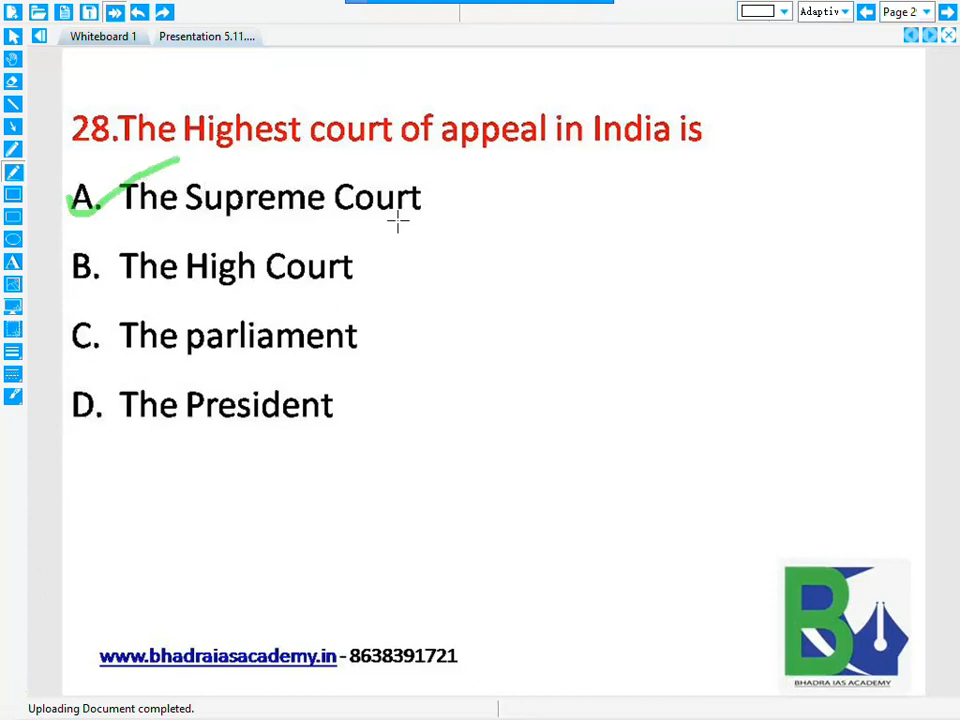 Adaptiv
Page 2
Whiteboard 1
Presentation 5.11....
28.The Highest court of appeal in India is
A. The Supreme Court
B. The High Court
C. The parliament
D. The President
www.bhadraiasacademy.in - 8638391721
B
BHADRA IAS ACADEMY
Uploading Document completed.